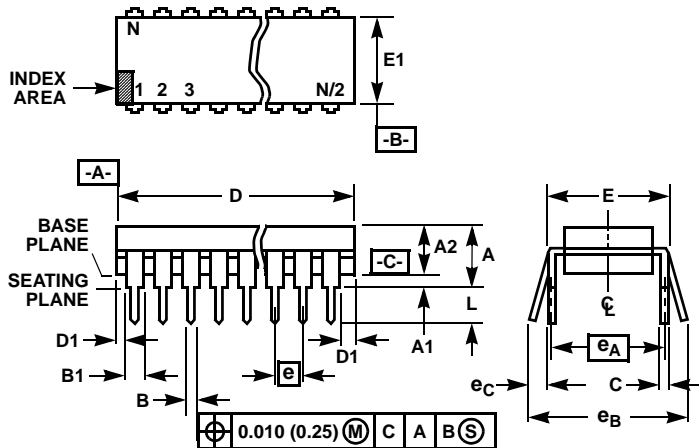 N
INDEX
AREA
1 2 3 N/2
E1
-B-
-A-
D
E
BASE
PLANE
A2
A
-C-
SEATING
PLANE
L
C
L
D1
A1
D1
eA
B1
e
eC
C
B
eB
0.010 (0.25) M C A B S